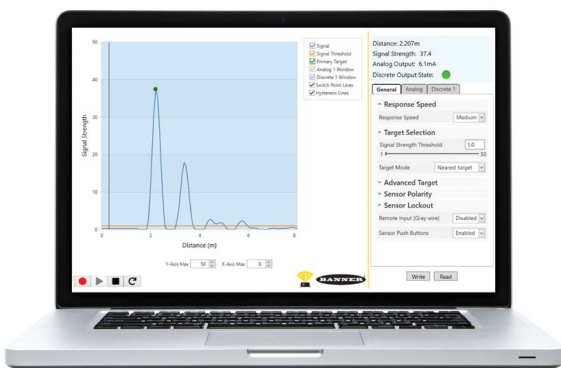 50
40
30
20
10
0
Signal Strength
0
2
4
6
8
Distance (m)
Y-Axis Max
50
X-Axis Max
8
Signal
Signal Threshold
Primary Target
Analog 1 Window
Discrete 1 Window
Switch Point Lines
Hysteresis Lines
BANNER
Distance: 2.207m
Signal Strength: 37.4
Analog Output: 6.1mA
Discrete Output State:
General
Analog
Discrete 1
Response Speed
Response Speed
Medium
Target Selection
Signal Strength Threshold
1.0
1
50
Target Mode
Nearest target
Advanced Target
Sensor Polarity
Sensor Lockout
Remote Input (Gray wire)
Disabled
Sensor Push Buttons
Enabled
Write
Read